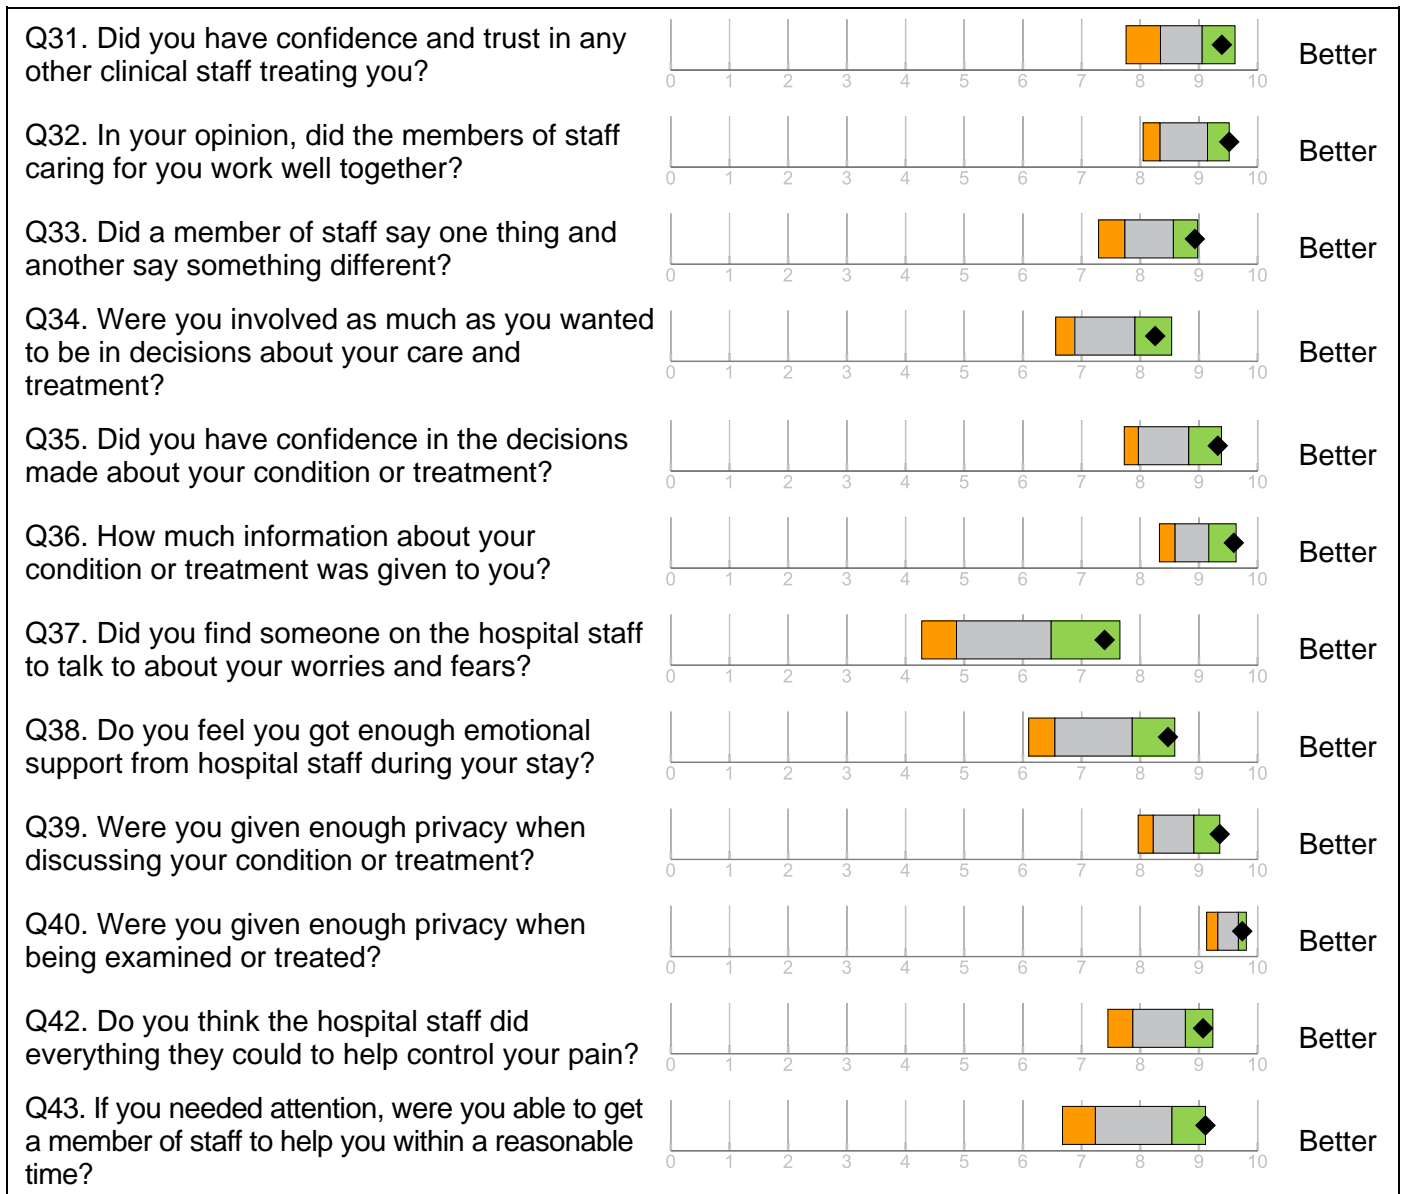 Q31. Did you have confidence and trust in any
other clinical staff treating you?
0 1 2 3 4 5 6 7 8 9 10
Better
Q32. In your opinion, did the members of staff
caring for you work well together?
0 1 2 3 4 5 6 7 8 9 10
Better
Q33. Did a member of staff say one thing and
another say something different?
0 1 2 3 4 5 6 7 8 9 10
Better
Q34. Were you involved as much as you wanted
to be in decisions about your care and
treatment?
0 1 2 3 4 5 6 7 8 9 10
Better
Q35. Did you have confidence in the decisions
made about your condition or treatment?
0 1 2 3 4 5 6 7 8 9 10
Better
Q36. How much information about your
condition or treatment was given to you?
0 1 2 3 4 5 6 7 8 9 10
Better
Q37. Did you find someone on the hospital staff
to talk to about your worries and fears?
0 1 2 3 4 5 6 7 8 9 10
Better
Q38. Do you feel you got enough emotional
support from hospital staff during your stay?
0 1 2 3 4 5 6 7 8 9 10
Better
Q39. Were you given enough privacy when
discussing your condition or treatment?
0 1 2 3 4 5 6 7 8 9 10
Better
Q40. Were you given enough privacy when
being examined or treated?
0 1 2 3 4 5 6 7 8 9 10
Better
Q42. Do you think the hospital staff did
everything they could to help control your pain?
0 1 2 3 4 5 6 7 8 9 10
Better
Q43. If you needed attention, were you able to get
a member of staff to help you within a reasonable
time?
0 1 2 3 4 5 6 7 8 9 10
Better